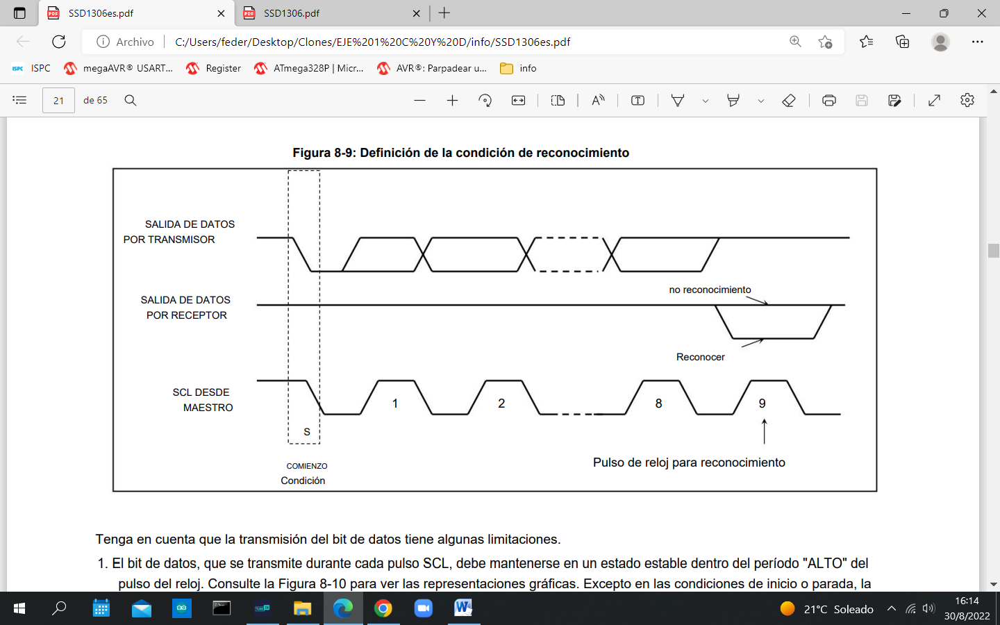 SSD1306es.pdf
SSD1306.pdf
Archivo
C:/Users/feder/Desktop/Clones/EJE%201%20C%20Y%20D/info/SSD1306es.pdf
ISPC
ISPC
megaAVR® USART...
Register
ATmega328P | Micr...
AVR®: Parpadear u...
info
21
de 65
Figura 8-9: Definición de la condición de reconocimiento
SALIDA DE DATOS
POR TRANSMISOR
no reconocimiento
SALIDA DE DATOS
POR RECEPTOR
Reconocer
SCL DESDE
MAESTRO
1
2
8
9
S
COMIENZO
Condición
Pulso de reloj para reconocimiento
Tenga en cuenta que la transmisión del bit de datos tiene algunas limitaciones.
1. El bit de datos, que se transmite durante cada pulso SCL, debe mantenerse en un estado estable dentro del período "ALTO" del
pulso del reloj. Consulte la Figura 8-10 para ver las representaciones gráficas. Excepto en las condiciones de inicio o parada, la
21°C Soleado
16:14
30/8/2022